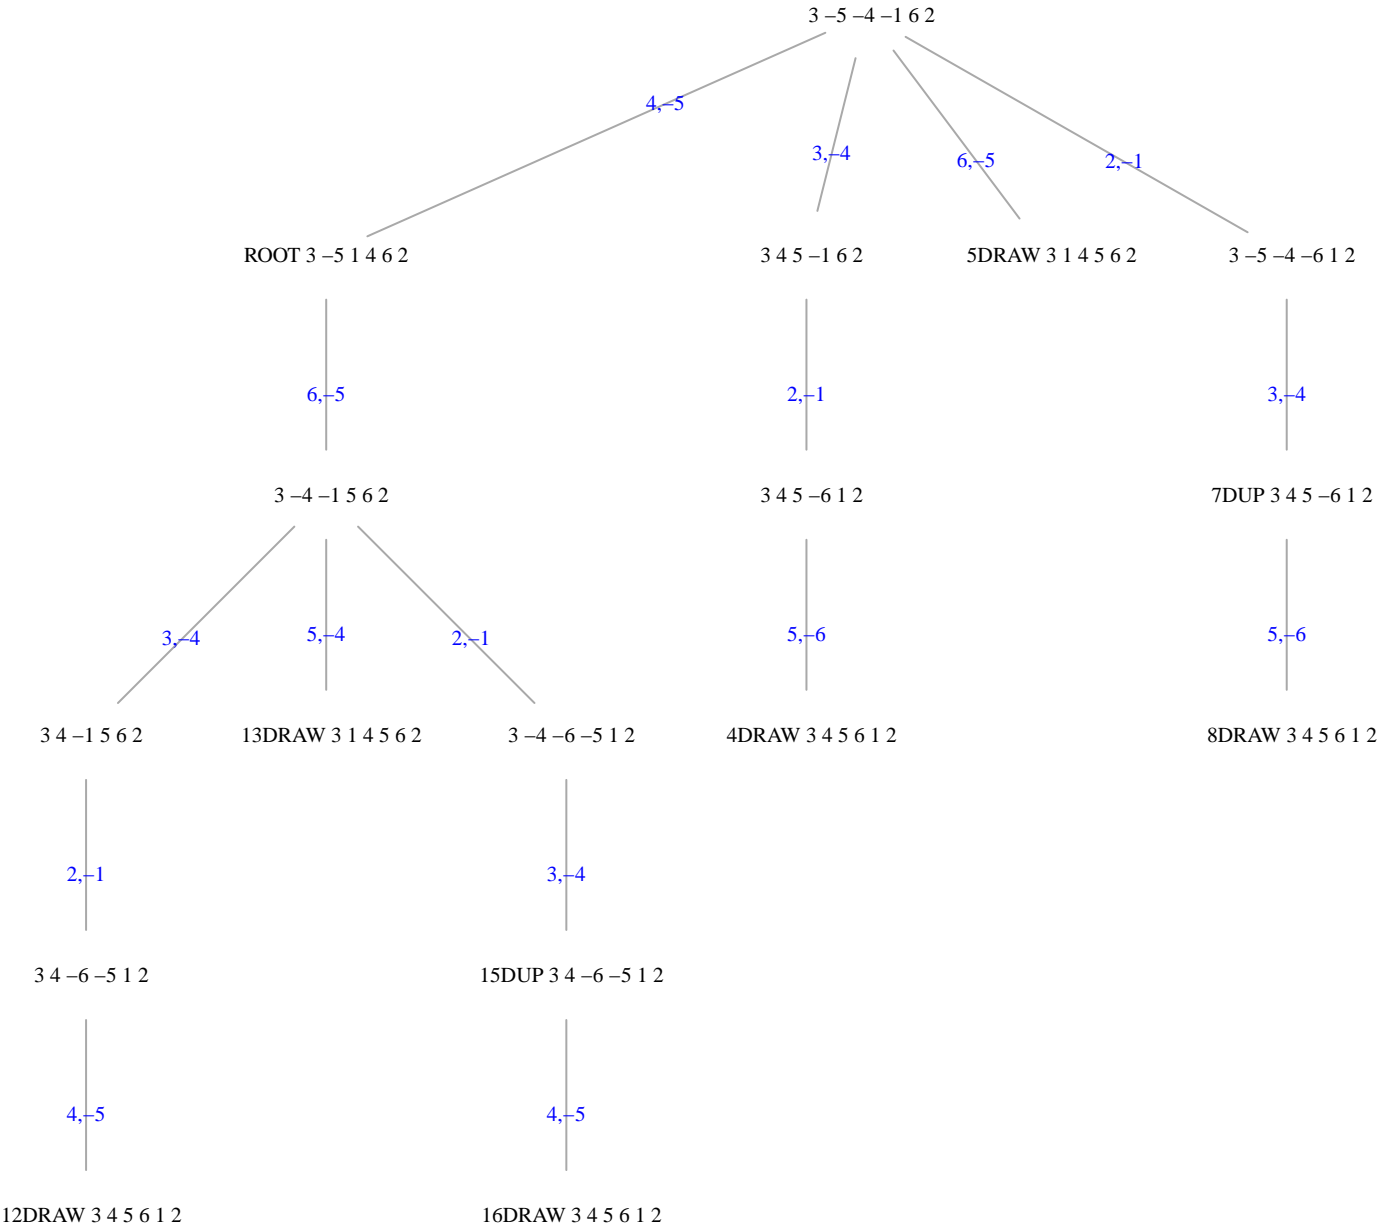 3 –5 –4 –1 6 2
4,–5
3,–4
6,–5
2,–1
ROOT 3 –5 1 4 6 2
3 4 5 –1 6 2
5DRAW 3 1 4 5 6 2
3 –5 –4 –6 1 2
6,–5
2,–1
3,–4
3 –4 –1 5 6 2
3 4 5 –6 1 2
7DUP 3 4 5 –6 1 2
3,–4
5,–4
2,–1
5,–6
5,–6
3 4 –1 5 6 2
13DRAW 3 1 4 5 6 2
3 –4 –6 –5 1 2
4DRAW 3 4 5 6 1 2
8DRAW 3 4 5 6 1 2
2,–1
3,–4
3 4 –6 –5 1 2
15DUP 3 4 –6 –5 1 2
4,–5
4,–5
12DRAW 3 4 5 6 1 2
16DRAW 3 4 5 6 1 2